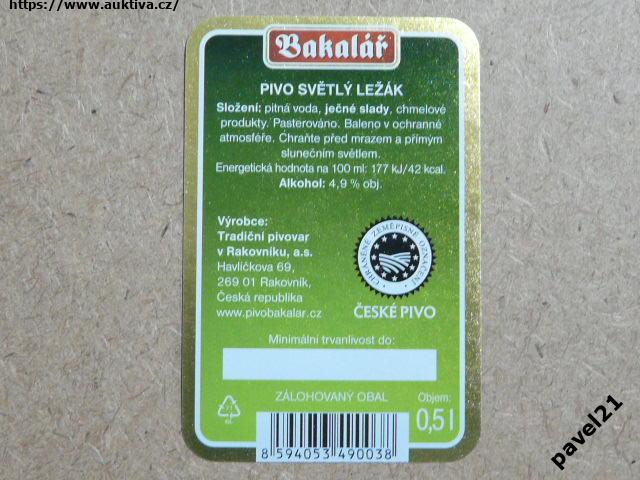 https://www.auktiva.cz/
Bakalář
PIVO SVĚTLÝ LEŽÁK
Složení: pitná voda, ječné slady, chmelové
produkty. Pasterováno. Baleno v ochranné
atmosféře. Chraňte před mrazem a přímým
slunečním světlem.
Energetická hodnota na 100 ml: 177 kJ/42 kcal.
Alkohol: 4,9 % obj.
Výrobce:
Tradiční pivovar
v Rakovníku, a.s.
Havlíčkova 69,
269 01 Rakovník,
Česká republika
www.pivobakalar.cz
CHRÁNĚNÉ ZEMĚPISNÉ OZNAČENÍ
ČESKÉ PIVO
Minimální trvanlivost do:
ZÁLOHOVANÝ OBAL
Objem:
0,5 l
8 594053 490038
pavel21